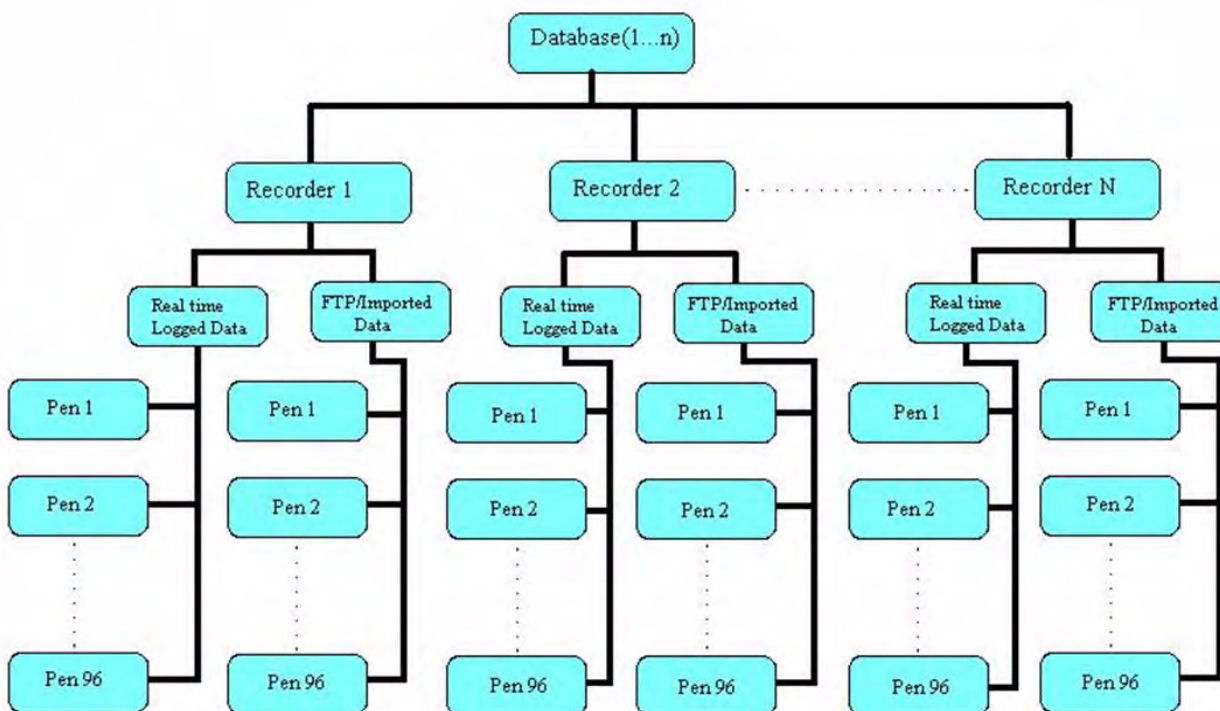 Database(1...n)
Recorder 1
Recorder 2
Recorder N
Real time
Logged Data
FTP/Imported
Data
Real time
Logged Data
FTP/Imported
Data
Real time
Logged Data
FTP/Imported
Data
Pen 1
Pen 1
Pen 1
Pen 1
Pen 1
Pen 1
Pen 2
Pen 2
Pen 2
Pen 2
Pen 2
Pen 2
Pen 96
Pen 96
Pen 96
Pen 96
Pen 96
Pen 96